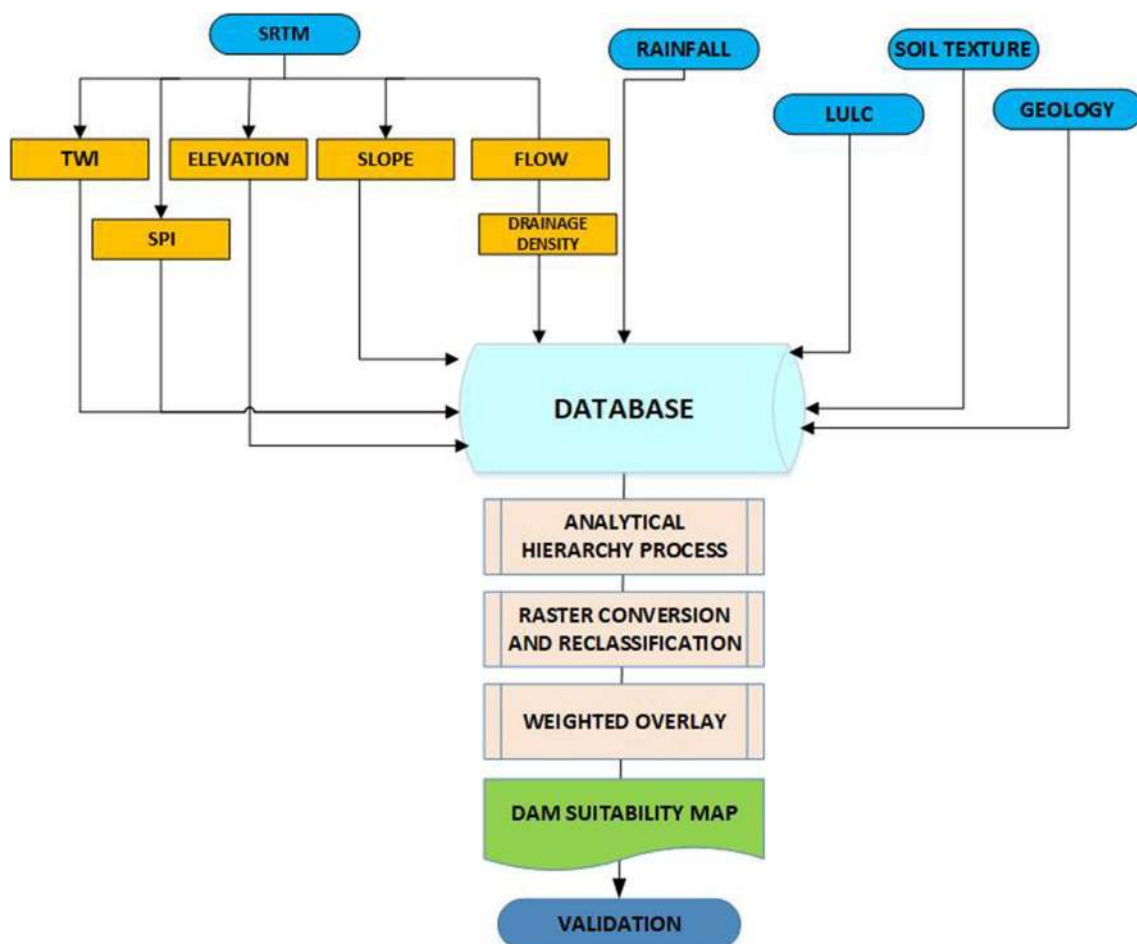 SRTM
RAINFALL
SOIL TEXTURE
LULC
GEOLOGY
TWI
ELEVATION
SLOPE
FLOW
SPI
DRAINAGE
DENSITY
DATABASE
ANALYTICAL
HIERARCHY PROCESS
RASTER CONVERSION
AND RECLASSIFICATION
WEIGHTED OVERLAY
DAM SUITABILITY MAP
VALIDATION